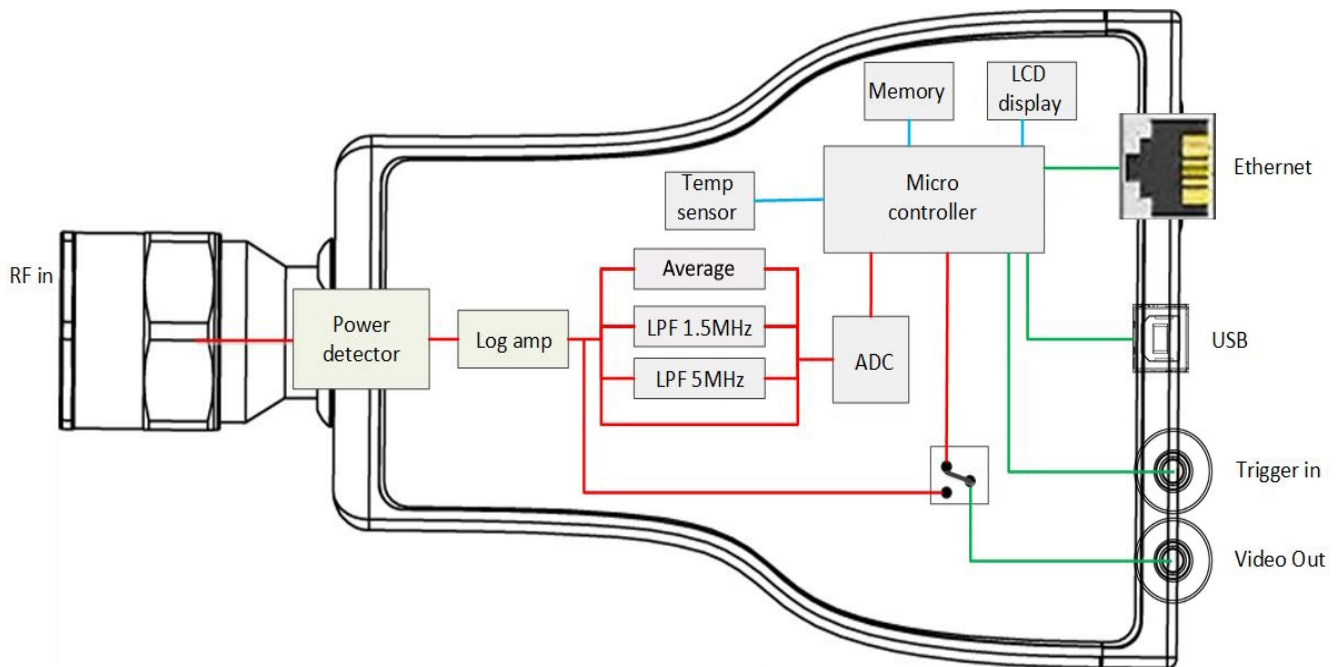 Memory
LCD
display
Ethernet
Temp
sensor
Micro
controller
RF in
Average
Power
detector
Log amp
LPF 1.5MHz
ADC
USB
LPF 5MHz
Trigger in
Video Out